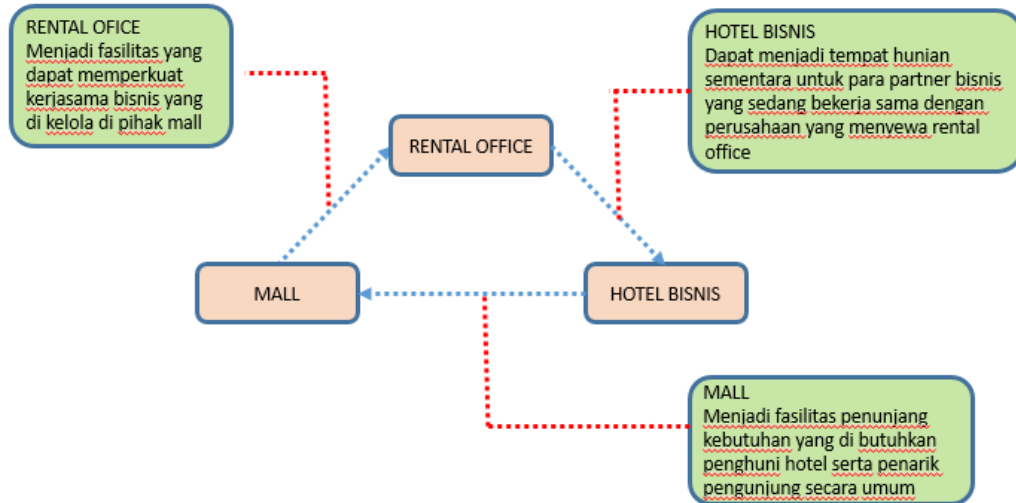 RENTAL OFICE
Menjadi fasilitas yang
dapat memperkuat
kerjasama bisnis yang
di kelola di pihak mall
HOTEL BISNIS
Dapat menjadi tempat hunian
sementara untuk para partner bisnis
yang sedang bekerja sama dengan
perusahaan yang menyewa rental
office
RENTAL OFFICE
MALL
HOTEL BISNIS
MALL
Menjadi fasilitas penunjang
kebutuhan yang di butuhkan
penghuni hotel serta penarik
pengunjung secara umum